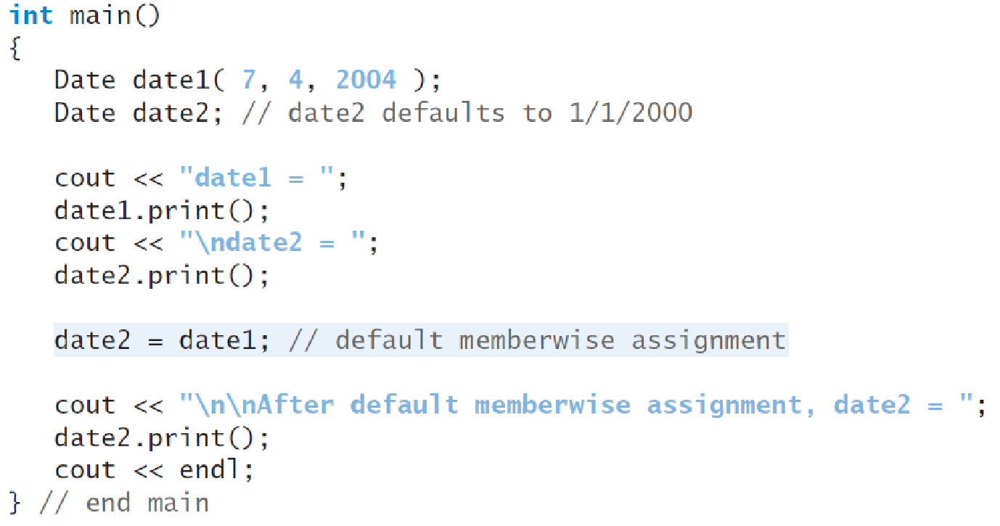 int main()
{
   Date date1( 7, 4, 2004 );
   Date date2; // date2 defaults to 1/1/2000

   cout << "date1 = ";
   date1.print();
   cout << "\ndate2 = ";
   date2.print();

   date2 = date1; // default memberwise assignment

   cout << "\n\nAfter default memberwise assignment, date2 = ";
   date2.print();
   cout << endl;
} // end main